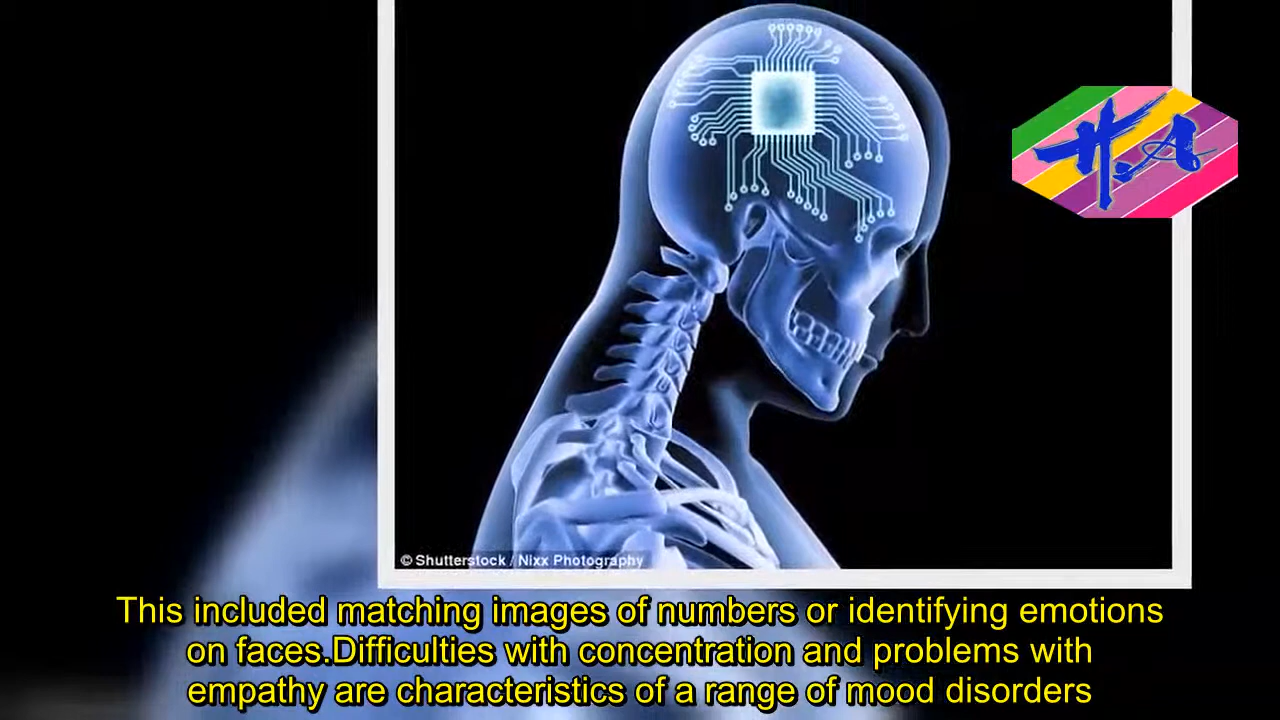 H.A
© Shutterstock / Nixx Photography
This included matching images of numbers or identifying emotions
on faces.Difficulties with concentration and problems with
empathy are characteristics of a range of mood disorders